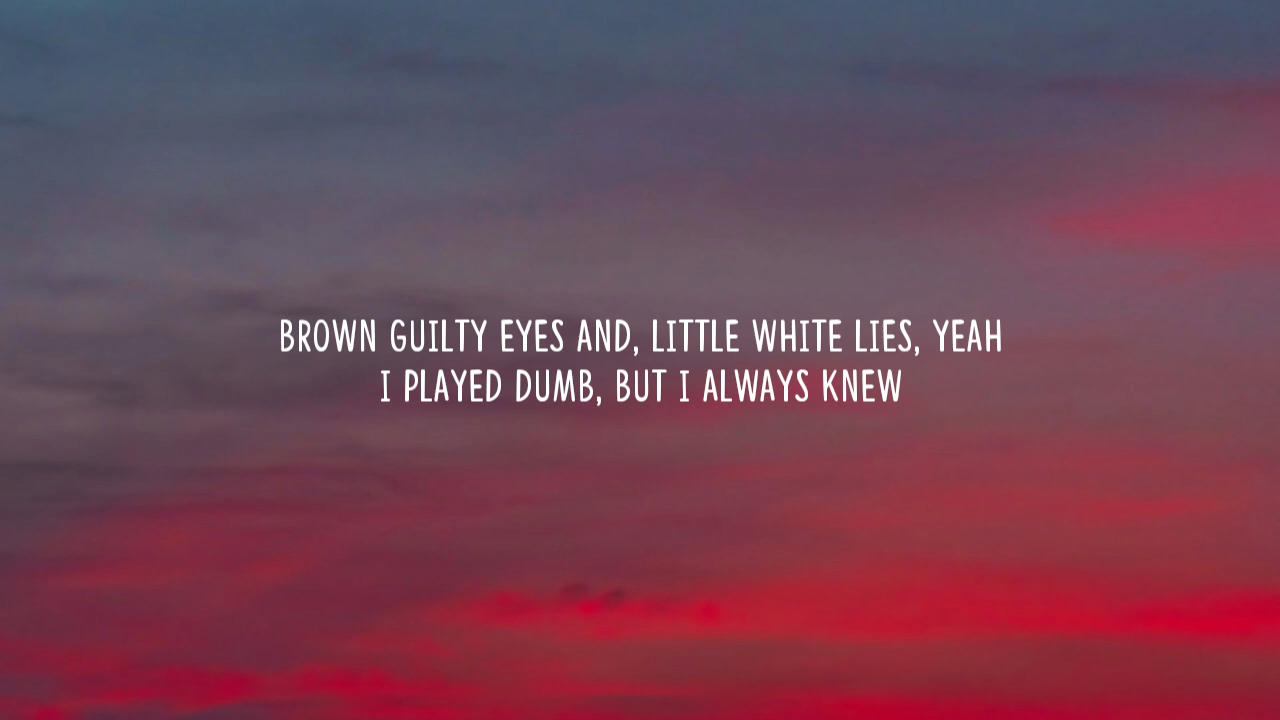 BROWN GUILTY EYES AND, LITTLE WHITE LIES, YEAH
I PLAYED DUMB, BUT I ALWAYS KNEW